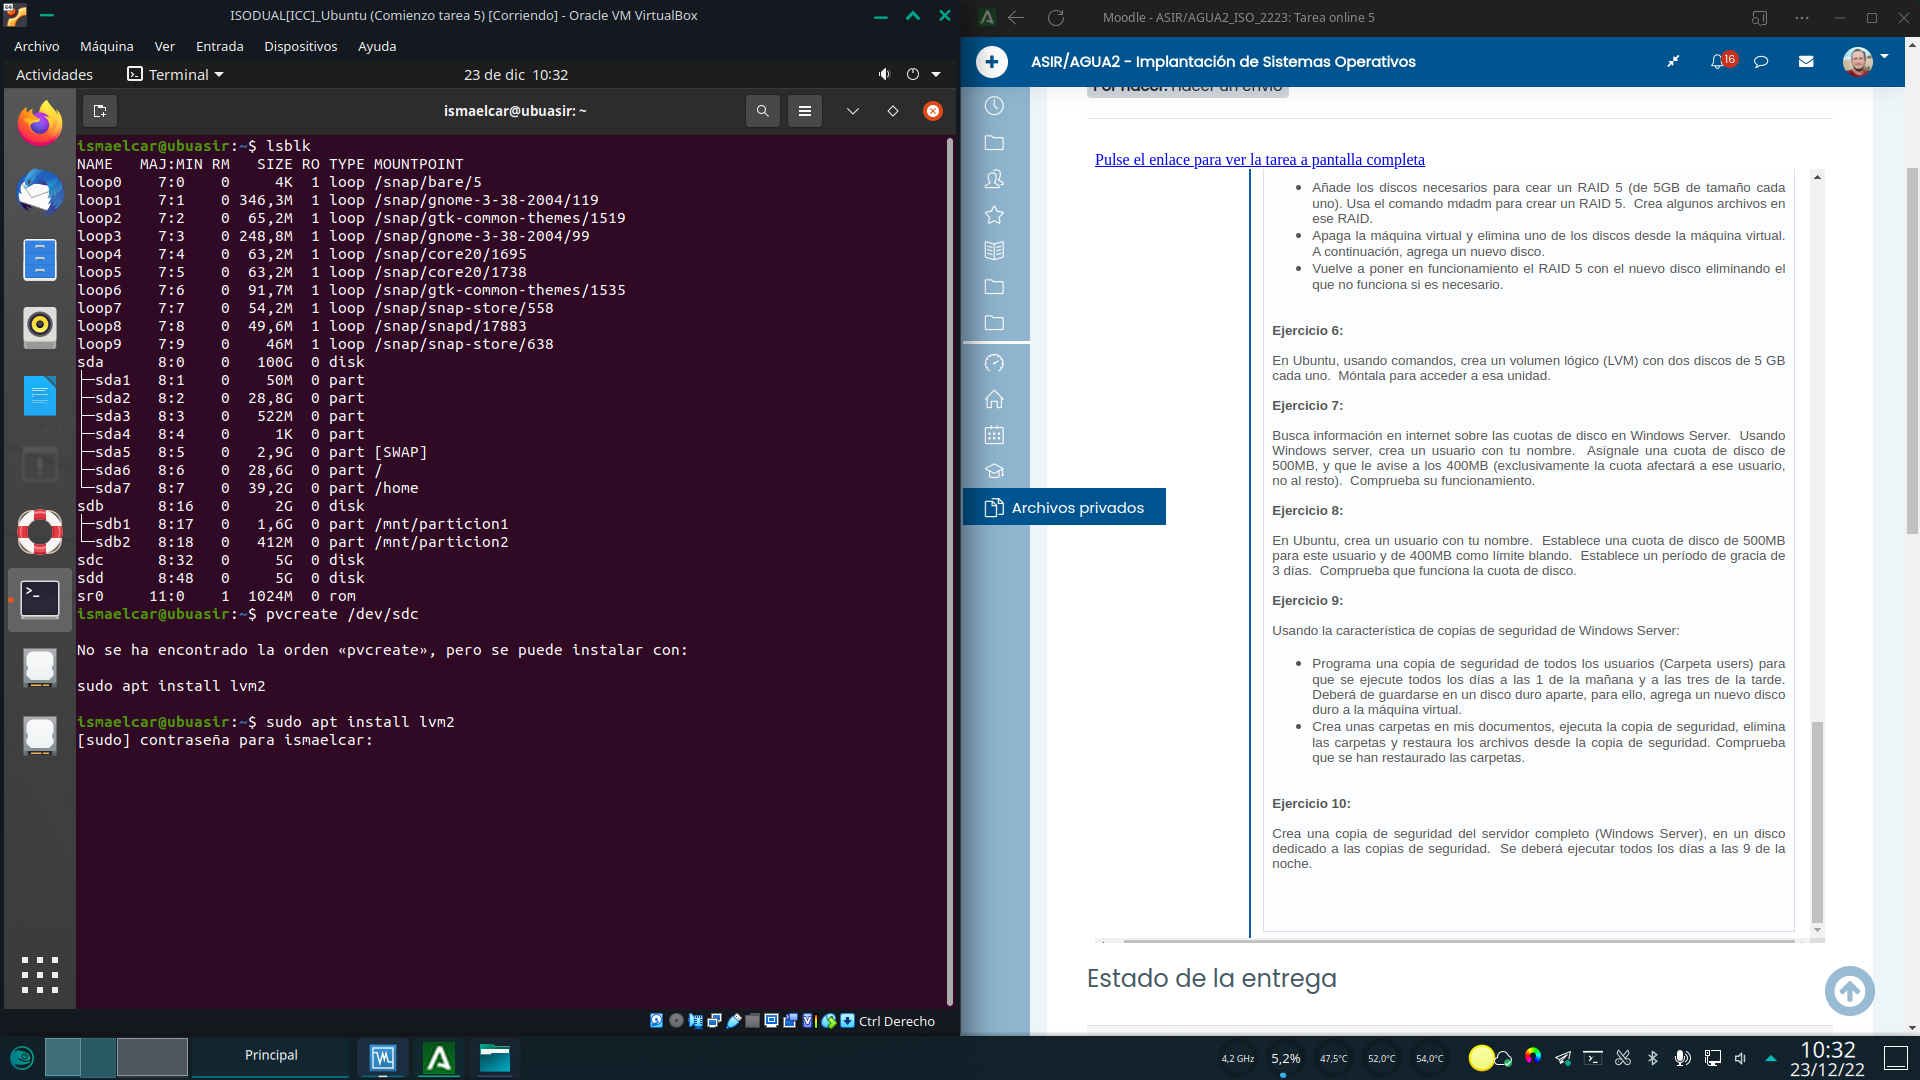 ISODUAL[ICC]_Ubuntu (Comienzo tarea 5) [Corriendo] - Oracle VM VirtualBox
Archivo Máquina Ver Entrada Dispositivos Ayuda
Actividades Terminal 23 de dic 10:32
ismaelcar@ubuasir: ~
ismaelcar@ubuasir:~$ lsblk
NAME MAJ:MIN RM SIZE RO TYPE MOUNTPOINT
loop0 7:0 0 4K 1 loop /snap/bare/5
loop1 7:1 0 346,3M 1 loop /snap/gnome-3-38-2004/119
loop2 7:2 0 65,2M 1 loop /snap/gtk-common-themes/1519
loop3 7:3 0 248,8M 1 loop /snap/gnome-3-38-2004/99
loop4 7:4 0 63,2M 1 loop /snap/core20/1695
loop5 7:5 0 63,2M 1 loop /snap/core20/1738
loop6 7:6 0 91,7M 1 loop /snap/gtk-common-themes/1535
loop7 7:7 0 54,2M 1 loop /snap/snap-store/558
loop8 7:8 0 49,6M 1 loop /snap/snapd/17883
loop9 7:9 0 46M 1 loop /snap/snap-store/638
sda 8:0 0 100G 0 disk
├─sda1 8:1 0 50M 0 part
├─sda2 8:2 0 28,8G 0 part
├─sda3 8:3 0 522M 0 part
├─sda4 8:4 0 1K 0 part
├─sda5 8:5 0 2,9G 0 part [SWAP]
├─sda6 8:6 0 28,6G 0 part /
└─sda7 8:7 0 39,2G 0 part /home
sdb 8:16 0 2G 0 disk
├─sdb1 8:17 0 1,6G 0 part /mnt/particion1
└─sdb2 8:18 0 412M 0 part /mnt/particion2
sdc 8:32 0 5G 0 disk
sdd 8:48 0 5G 0 disk
sr0 11:0 1 1024M 0 rom
ismaelcar@ubuasir:~$ pvcreate /dev/sdc
No se ha encontrado la orden «pvcreate», pero se puede instalar con:
sudo apt install lvm2
ismaelcar@ubuasir:~$ sudo apt install lvm2
[sudo] contraseña para ismaelcar:
Ctrl Derecho
Moodle - ASIR/AGUA2_ISO_2223: Tarea online 5
ASIR/AGUA2 - Implantación de Sistemas Operativos
16
Por hacer: Hacer un envío
Pulse el enlace para ver la tarea a pantalla completa
Añade los discos necesarios para cear un RAID 5 (de 5GB de tamaño cada
uno). Usa el comando mdadm para crear un RAID 5. Crea algunos archivos en
ese RAID.
Apaga la máquina virtual y elimina uno de los discos desde la máquina virtual.
A continuación, agrega un nuevo disco.
Vuelve a poner en funcionamiento el RAID 5 con el nuevo disco eliminando el
que no funciona si es necesario.
Ejercicio 6:
En Ubuntu, usando comandos, crea un volumen lógico (LVM) con dos discos de 5 GB
cada uno. Móntala para acceder a esa unidad.
Ejercicio 7:
Busca información en internet sobre las cuotas de disco en Windows Server. Usando
Windows server, crea un usuario con tu nombre. Asígnale una cuota de disco de
500MB, y que le avise a los 400MB (exclusivamente la cuota afectará a ese usuario,
no al resto). Comprueba su funcionamiento.
Ejercicio 8:
En Ubuntu, crea un usuario con tu nombre. Establece una cuota de disco de 500MB
para este usuario y de 400MB como límite blando. Establece un período de gracia de
3 días. Comprueba que funciona la cuota de disco.
Ejercicio 9:
Usando la característica de copias de seguridad de Windows Server:
Programa una copia de seguridad de todos los usuarios (Carpeta users) para
que se ejecute todos los días a las 1 de la mañana y a las tres de la tarde.
Deberá de guardarse en un disco duro aparte, para ello, agrega un nuevo disco
duro a la máquina virtual.
Crea unas carpetas en mis documentos, ejecuta la copia de seguridad, elimina
las carpetas y restaura los archivos desde la copia de seguridad. Comprueba
que se han restaurado las carpetas.
Ejercicio 10:
Crea una copia de seguridad del servidor completo (Windows Server), en un disco
dedicado a las copias de seguridad. Se deberá ejecutar todos los días a las 9 de la
noche.
Archivos privados
Estado de la entrega
Principal
4,2 GHz 5,2% 47,5°C 52,0°C 54,0°C
10:32
23/12/22